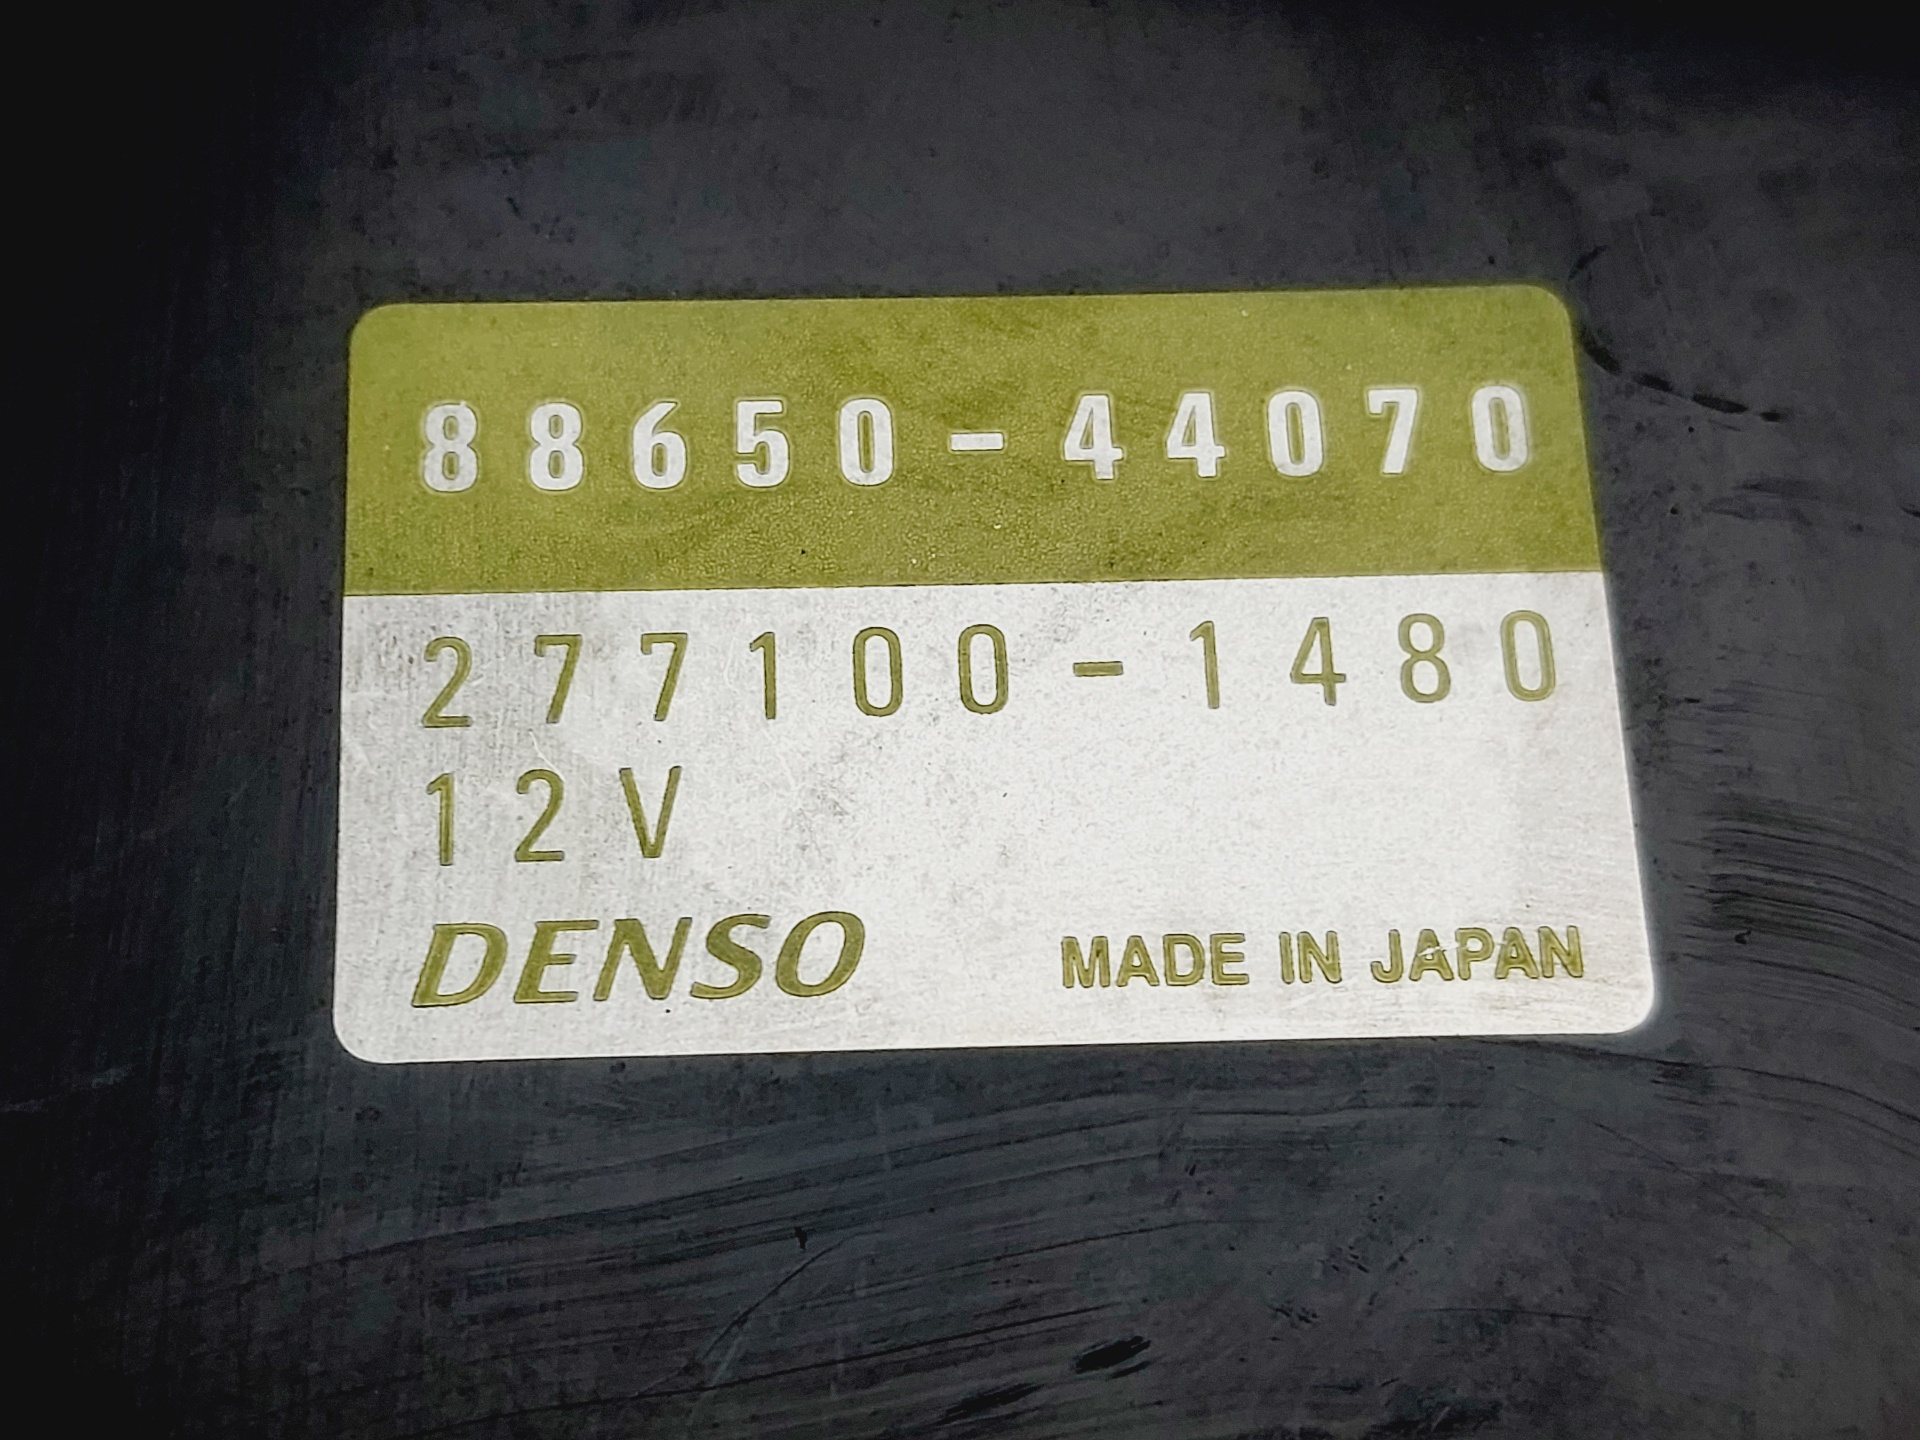 88650-44070
277100-1480
12V
DENSO MADE IN JAPAN